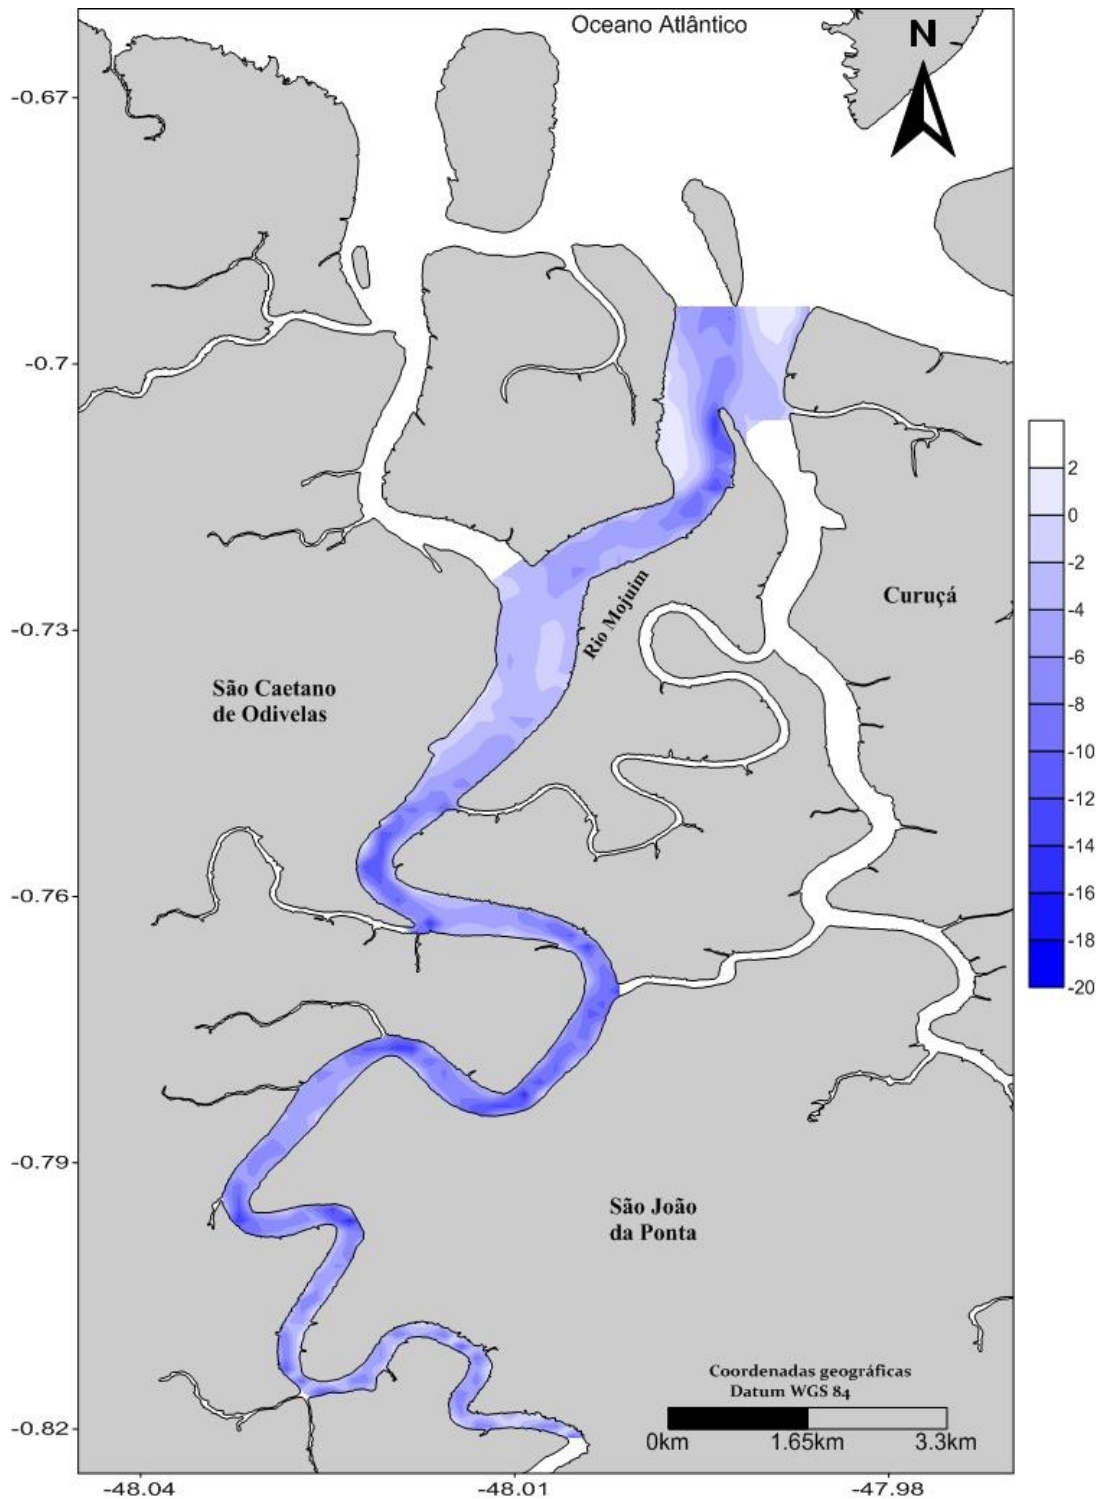 Oceano Atlântico
N
-0.67
-0.7
-0.73
-0.76
-0.79
-0.82
Rio Mojuim
Curuçá
São Caetano
de Odivelas
São João
da Ponta
2
0
-2
-4
-6
-8
-10
-12
-14
-16
-18
-20
Coordenadas geográficas
Datum WGS 84
0km 1.65km 3.3km
-48.04 -48.01 -47.98